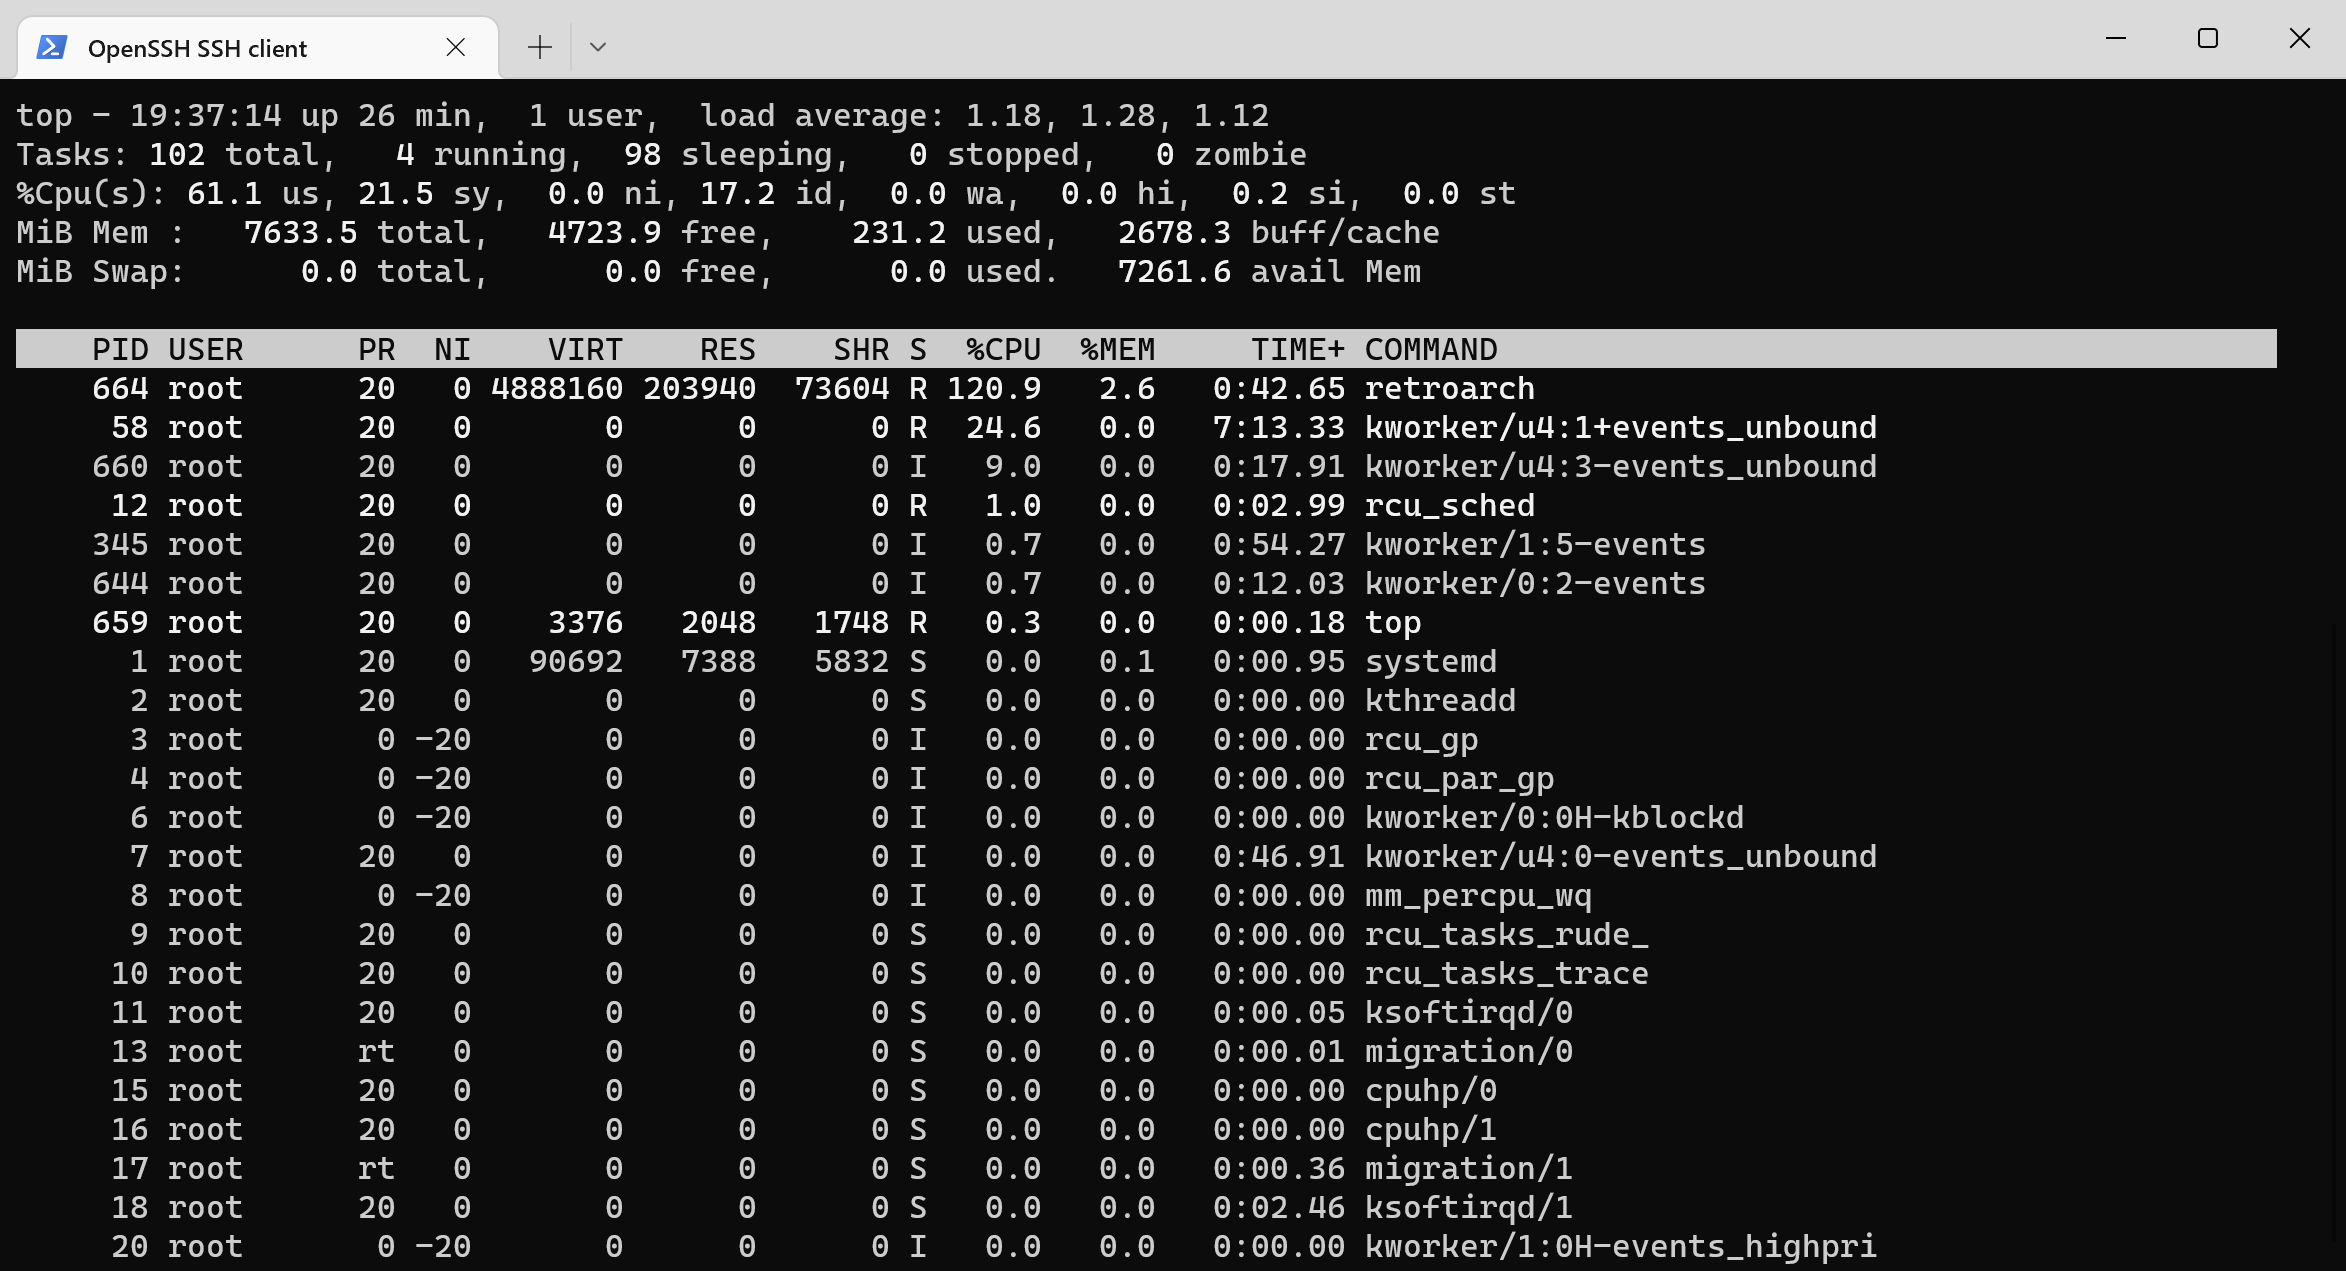 OpenSSH SSH client
top - 19:37:14 up 26 min,  1 user,  load average: 1.18, 1.28, 1.12
Tasks: 102 total,   4 running,  98 sleeping,   0 stopped,   0 zombie
%Cpu(s): 61.1 us, 21.5 sy,  0.0 ni, 17.2 id,  0.0 wa,  0.0 hi,  0.2 si,  0.0 st
MiB Mem :   7633.5 total,   4723.9 free,    231.2 used,   2678.3 buff/cache
MiB Swap:      0.0 total,      0.0 free,      0.0 used.   7261.6 avail Mem
PID USER      PR  NI    VIRT    RES    SHR S  %CPU  %MEM     TIME+ COMMAND
664 root      20   0 4888160 203940  73604 R 120.9   2.6   0:42.65 retroarch
58 root      20   0       0      0      0 R  24.6   0.0   7:13.33 kworker/u4:1+events_unbound
660 root      20   0       0      0      0 I   9.0   0.0   0:17.91 kworker/u4:3-events_unbound
12 root      20   0       0      0      0 R   1.0   0.0   0:02.99 rcu_sched
345 root      20   0       0      0      0 I   0.7   0.0   0:54.27 kworker/1:5-events
644 root      20   0       0      0      0 I   0.7   0.0   0:12.03 kworker/0:2-events
659 root      20   0    3376   2048   1748 R   0.3   0.0   0:00.18 top
1 root      20   0   90692   7388   5832 S   0.0   0.1   0:00.95 systemd
2 root      20   0       0      0      0 S   0.0   0.0   0:00.00 kthreadd
3 root       0 -20       0      0      0 I   0.0   0.0   0:00.00 rcu_gp
4 root       0 -20       0      0      0 I   0.0   0.0   0:00.00 rcu_par_gp
6 root       0 -20       0      0      0 I   0.0   0.0   0:00.00 kworker/0:0H-kblockd
7 root      20   0       0      0      0 I   0.0   0.0   0:46.91 kworker/u4:0-events_unbound
8 root       0 -20       0      0      0 I   0.0   0.0   0:00.00 mm_percpu_wq
9 root      20   0       0      0      0 S   0.0   0.0   0:00.00 rcu_tasks_rude_
10 root      20   0       0      0      0 S   0.0   0.0   0:00.00 rcu_tasks_trace
11 root      20   0       0      0      0 S   0.0   0.0   0:00.05 ksoftirqd/0
13 root      rt   0       0      0      0 S   0.0   0.0   0:00.01 migration/0
15 root      20   0       0      0      0 S   0.0   0.0   0:00.00 cpuhp/0
16 root      20   0       0      0      0 S   0.0   0.0   0:00.00 cpuhp/1
17 root      rt   0       0      0      0 S   0.0   0.0   0:00.36 migration/1
18 root      20   0       0      0      0 S   0.0   0.0   0:02.46 ksoftirqd/1
20 root       0 -20       0      0      0 I   0.0   0.0   0:00.00 kworker/1:0H-events_highpri